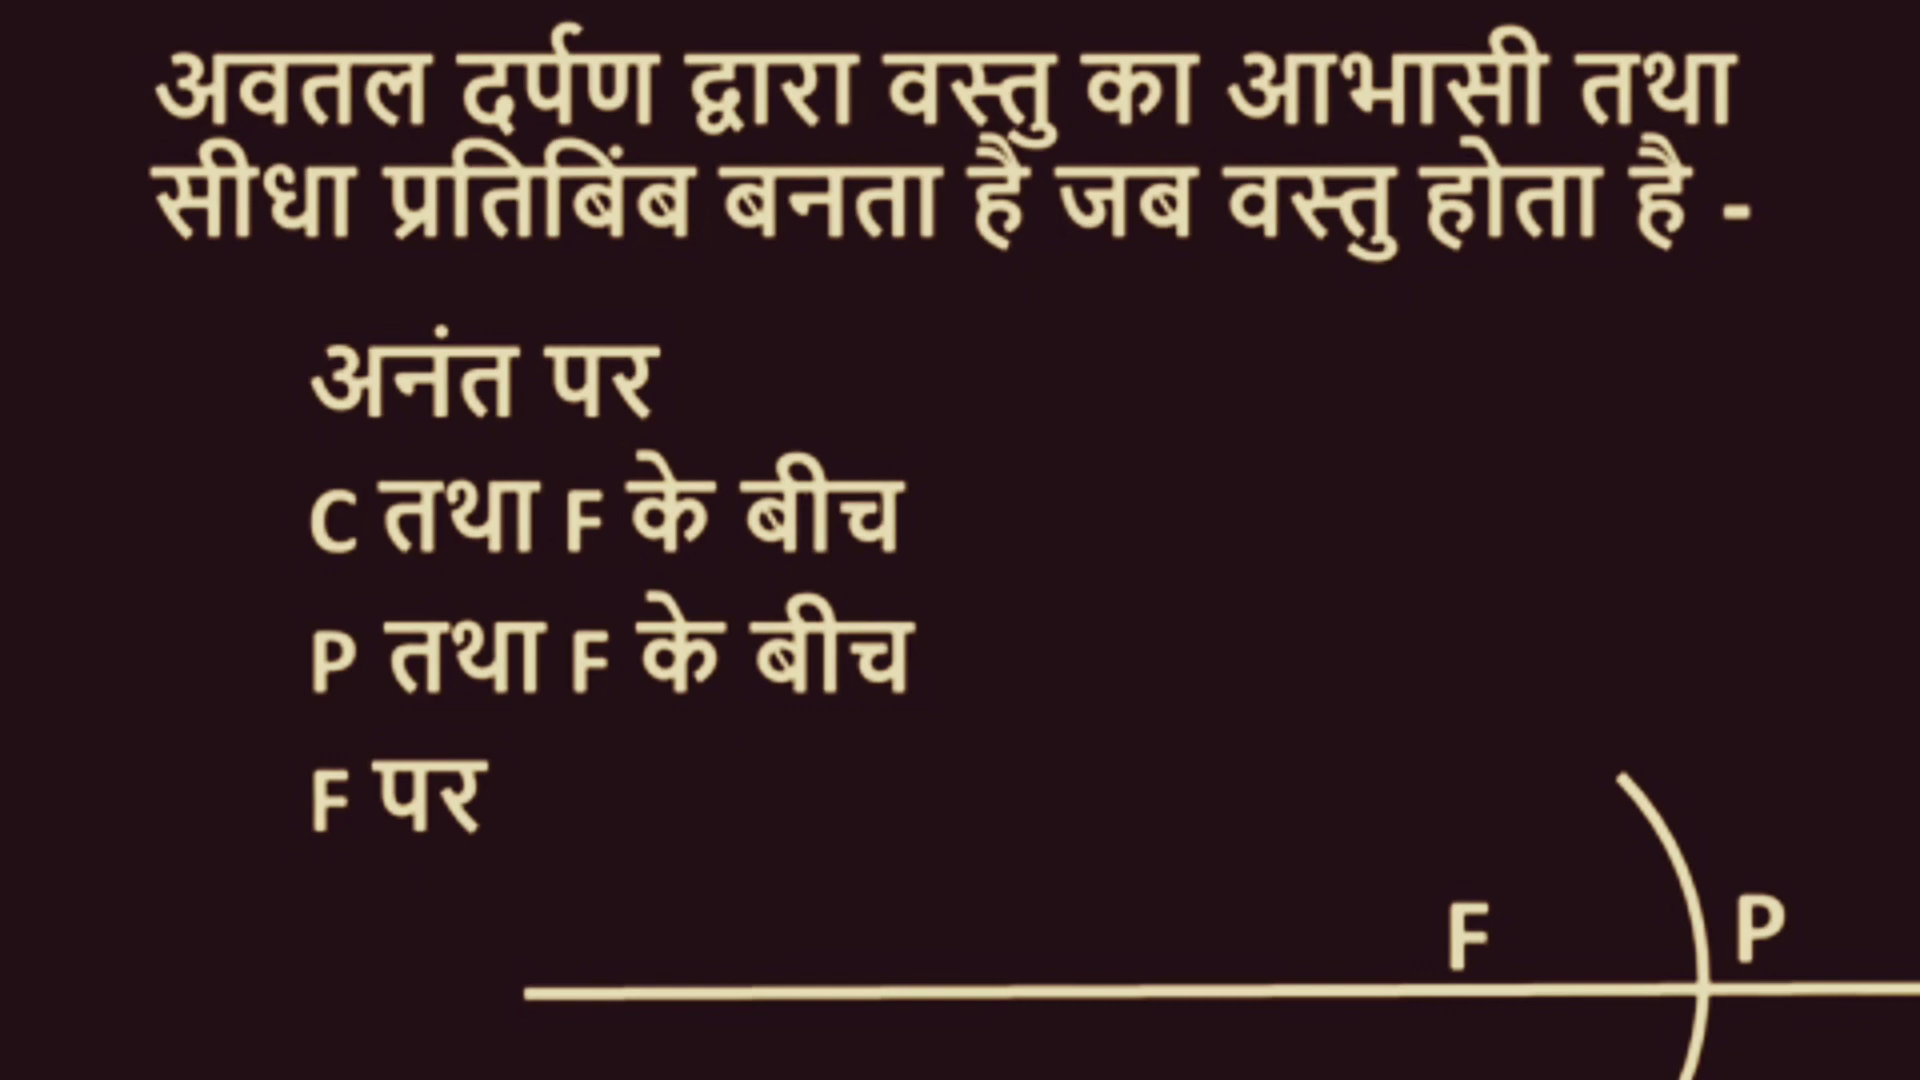 अवतल दर्पण द्वारा वस्तु का आभासी तथा
सीधा प्रतिबिंब बनता है जब वस्तु होता है -
अनंत पर
C तथा F के बीच
P तथा F के बीच
F पर
F P